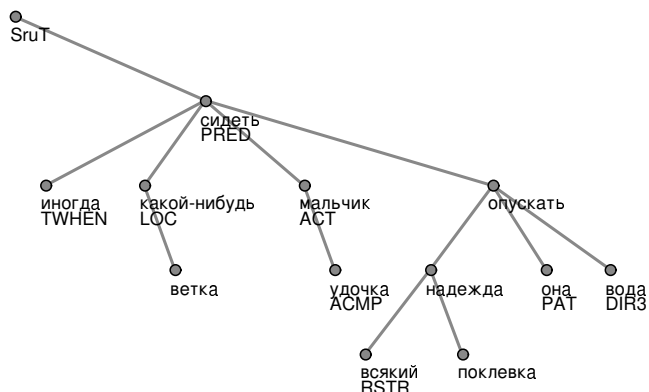 SruT
сидеть
PRED
иногда
TWHEN
какой-нибудь
LOC
мальчик
ACT
опускать
ветка
удочка
ACMP
надежда
она
PAT
вода
DIR3
всякий
RSTR
поклевка